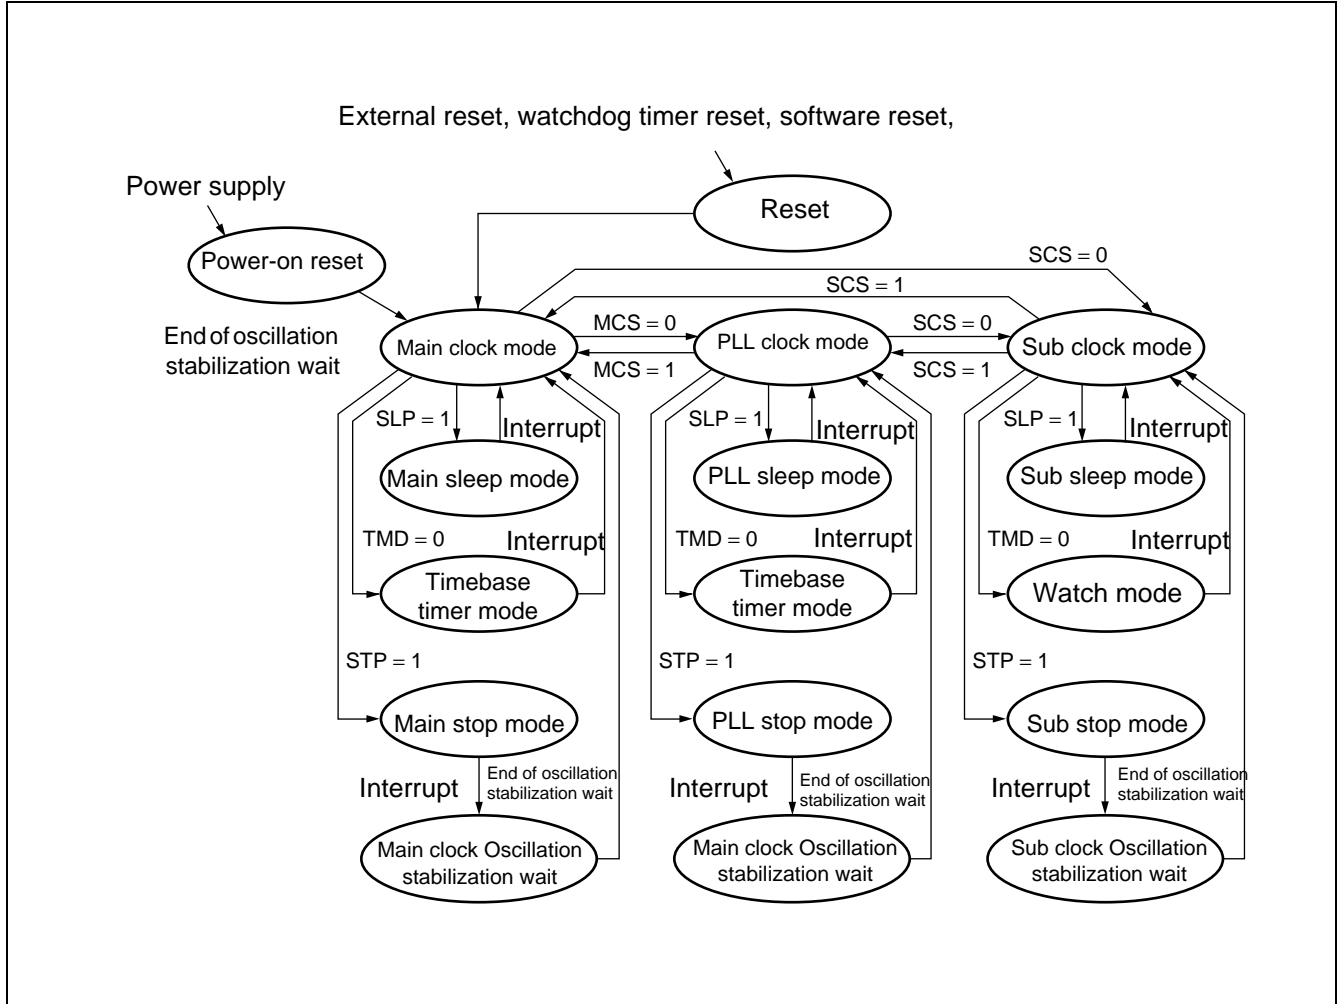 External reset, watchdog timer reset, software reset,
Power supply
Reset
Power-on reset
SCS = 0
SCS = 1
End of oscillation
stabilization wait
Main clock mode
MCS = 0
MCS = 1
PLL clock mode
SCS = 0
SCS = 1
Sub clock mode
SLP = 1
Interrupt
SLP = 1
Interrupt
SLP = 1
Interrupt
Main sleep mode
PLL sleep mode
Sub sleep mode
TMD = 0
Interrupt
TMD = 0
Interrupt
TMD = 0
Interrupt
Timebase
timer mode
Timebase
timer mode
Watch mode
STP = 1
STP = 1
STP = 1
Main stop mode
PLL stop mode
Sub stop mode
Interrupt
End of oscillation
stabilization wait
Interrupt
End of oscillation
stabilization wait
Interrupt
End of oscillation
stabilization wait
Main clock Oscillation
stabilization wait
Main clock Oscillation
stabilization wait
Sub clock Oscillation
stabilization wait